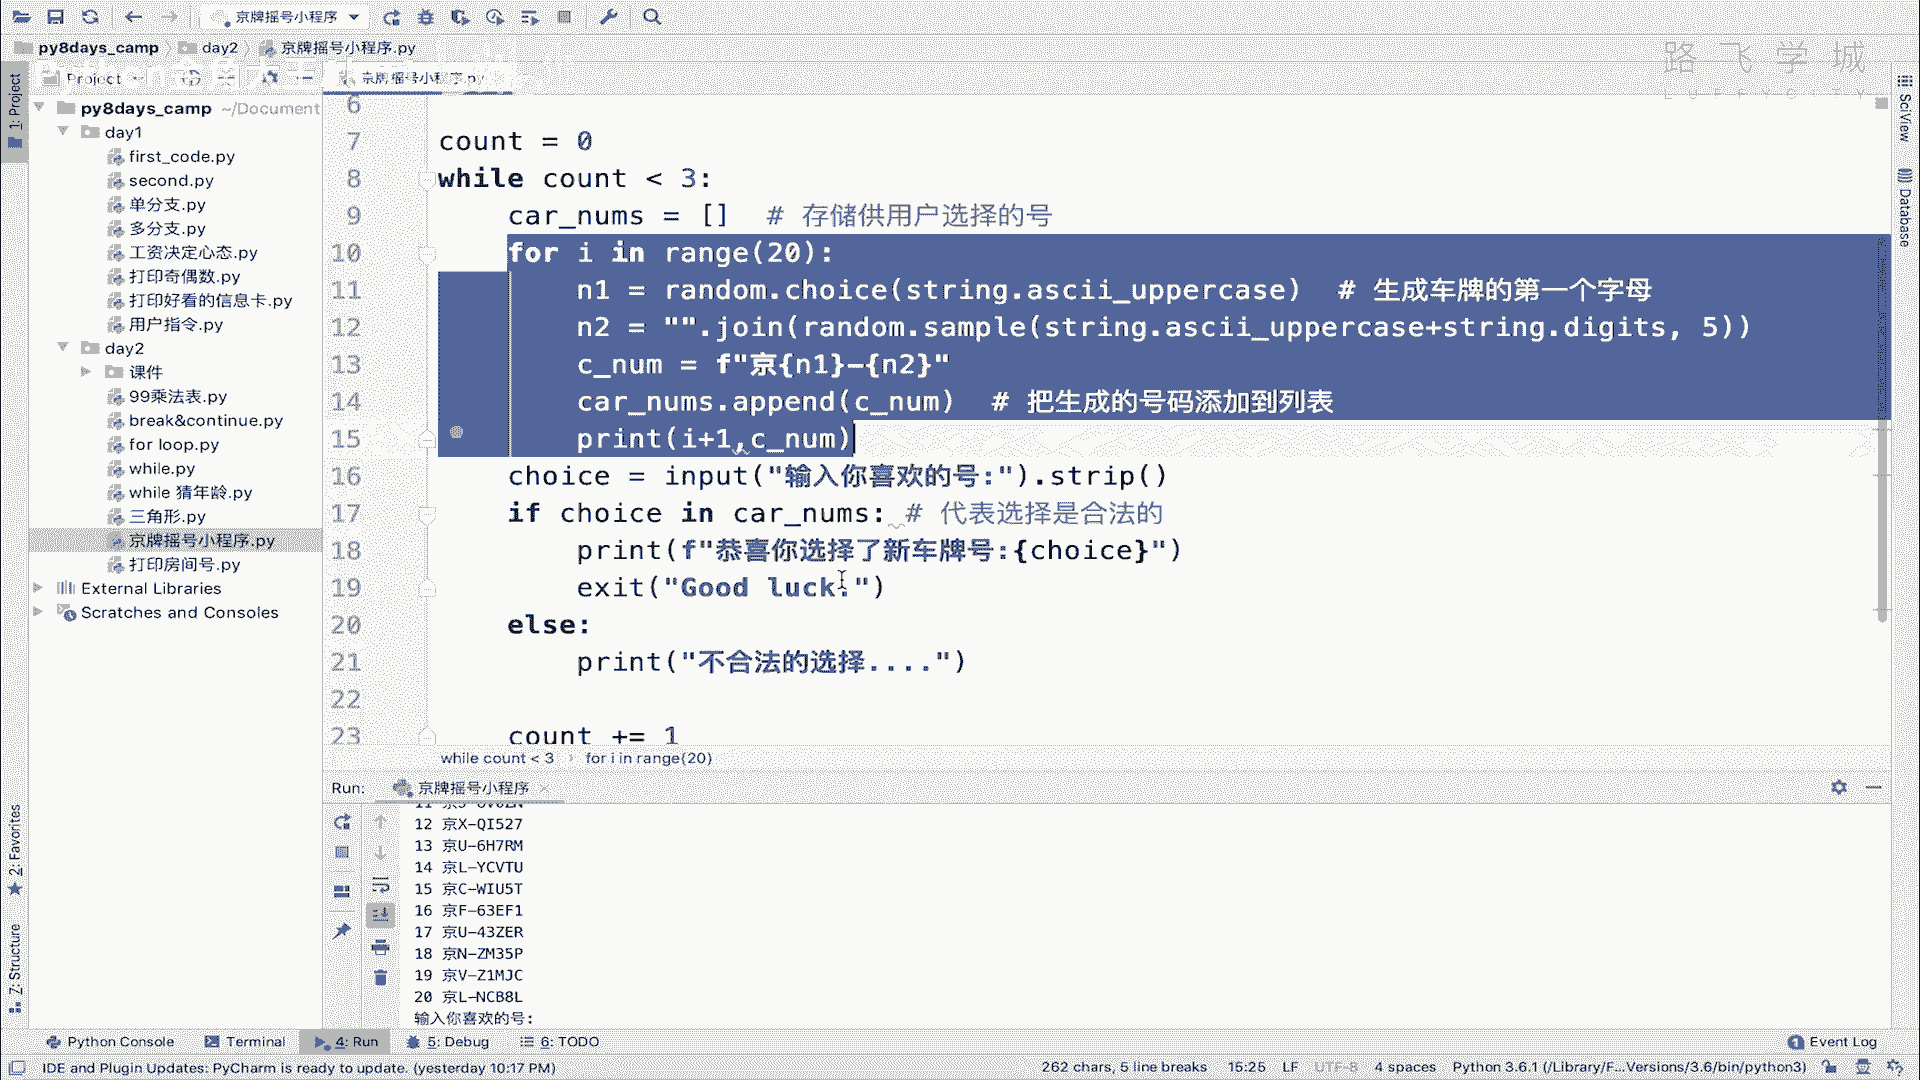 京牌摇号小程序
py8days_camp day2 京牌摇号小程序.py
路飞学城
LUFFYCITY
Project
京牌摇号小程序.py
1: Project
py8days_camp ~/Document
day1
first_code.py
second.py
单分支.py
多分支.py
工资决定心态.py
打印奇偶数.py
打印好看的信息卡.py
用户指令.py
day2
课件
99乘法表.py
break&continue.py
for loop.py
while.py
while 猜年龄.py
三角形.py
京牌摇号小程序.py
打印房间号.py
External Libraries
Scratches and Consoles
2: Favorites
7: Structure
SciView
Database
6
7 count = 0
8 while count < 3:
9 car_nums = [] # 存储供用户选择的号
10 for i in range(20):
11 n1 = random.choice(string.ascii_uppercase) # 生成车牌的第一个字母
12 n2 = "".join(random.sample(string.ascii_uppercase+string.digits, 5))
13 c_num = f"京{n1}-{n2}"
14 car_nums.append(c_num) # 把生成的号码添加到列表
15 print(i+1,c_num)
16 choice = input("输入你喜欢的号:").strip()
17 if choice in car_nums: # 代表选择是合法的
18 print(f"恭喜你选择了新车牌号:{choice}")
19 exit("Good luck.")
20 else:
21 print("不合法的选择....")
22
23 count += 1
while count < 3 › for i in range(20)
Run: 京牌摇号小程序
12 京X-QI527
13 京U-6H7RM
14 京L-YCVTU
15 京C-WIU5T
16 京F-63EF1
17 京U-43ZER
18 京N-ZM35P
19 京V-Z1MJC
20 京L-NCB8L
输入你喜欢的号:
Python Console Terminal 4: Run 5: Debug 6: TODO 1 Event Log
IDE and Plugin Updates: PyCharm is ready to update. (yesterday 10:17 PM) 262 chars, 5 line breaks 15:25 LF UTF-8 4 spaces Python 3.6.1 (/Library/F...Versions/3.6/bin/python3)